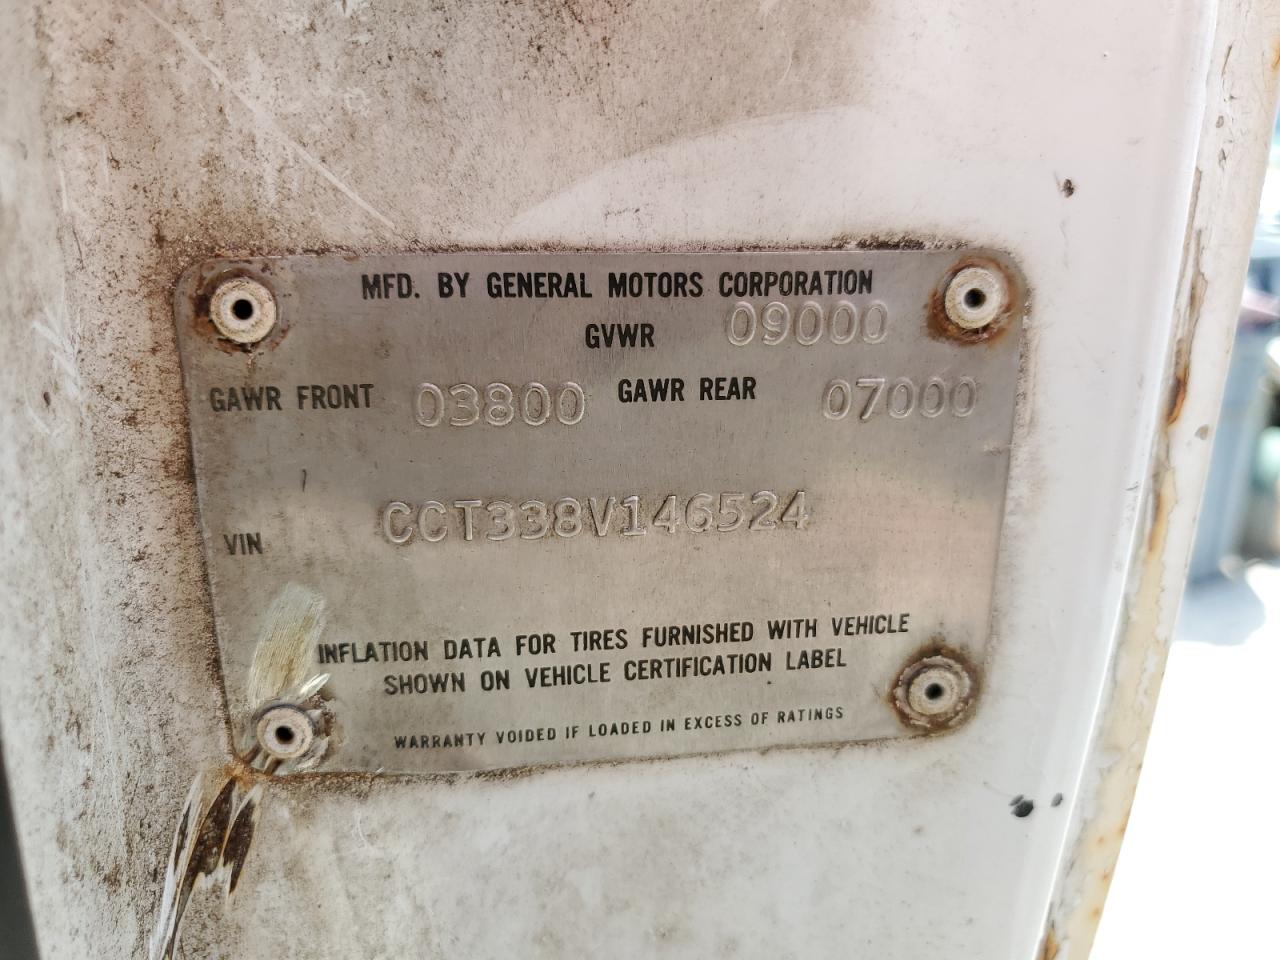 MFD. BY GENERAL MOTORS CORPORATION
GVWR 09000
GAWR FRONT 03800 GAWR REAR 07000
VIN CCT338V146524
INFLATION DATA FOR TIRES FURNISHED WITH VEHICLE
SHOWN ON VEHICLE CERTIFICATION LABEL
WARRANTY VOIDED IF LOADED IN EXCESS OF RATINGS